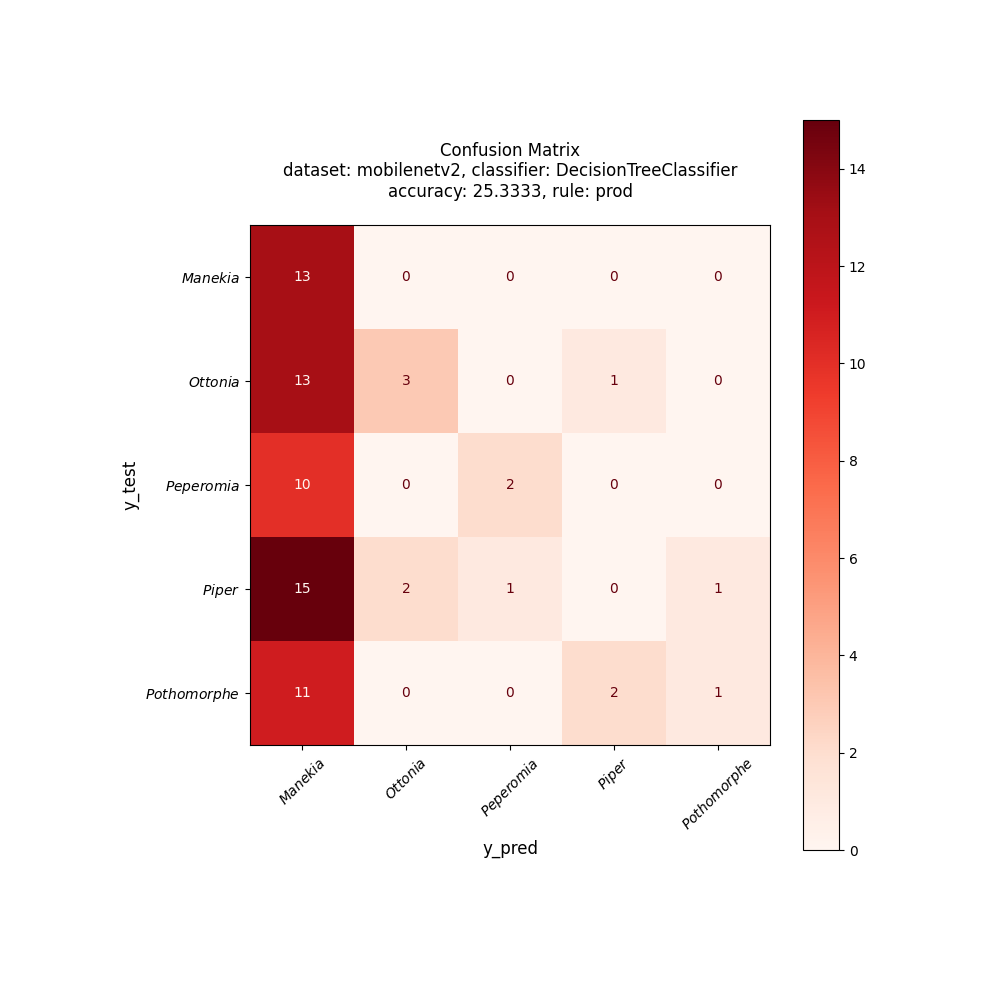 Confusion Matrix
dataset: mobilenetv2, classifier: DecisionTreeClassifier
accuracy: 25.3333, rule: prod
Manekia 13 0 0 0 0
Ottonia 13 3 0 1 0
Peperomia 10 0 2 0 0
Piper 15 2 1 0 1
Pothomorphe 11 0 0 2 1
y_test
Manekia Ottonia Peperomia Piper Pothomorphe
y_pred
14
12
10
8
6
4
2
0